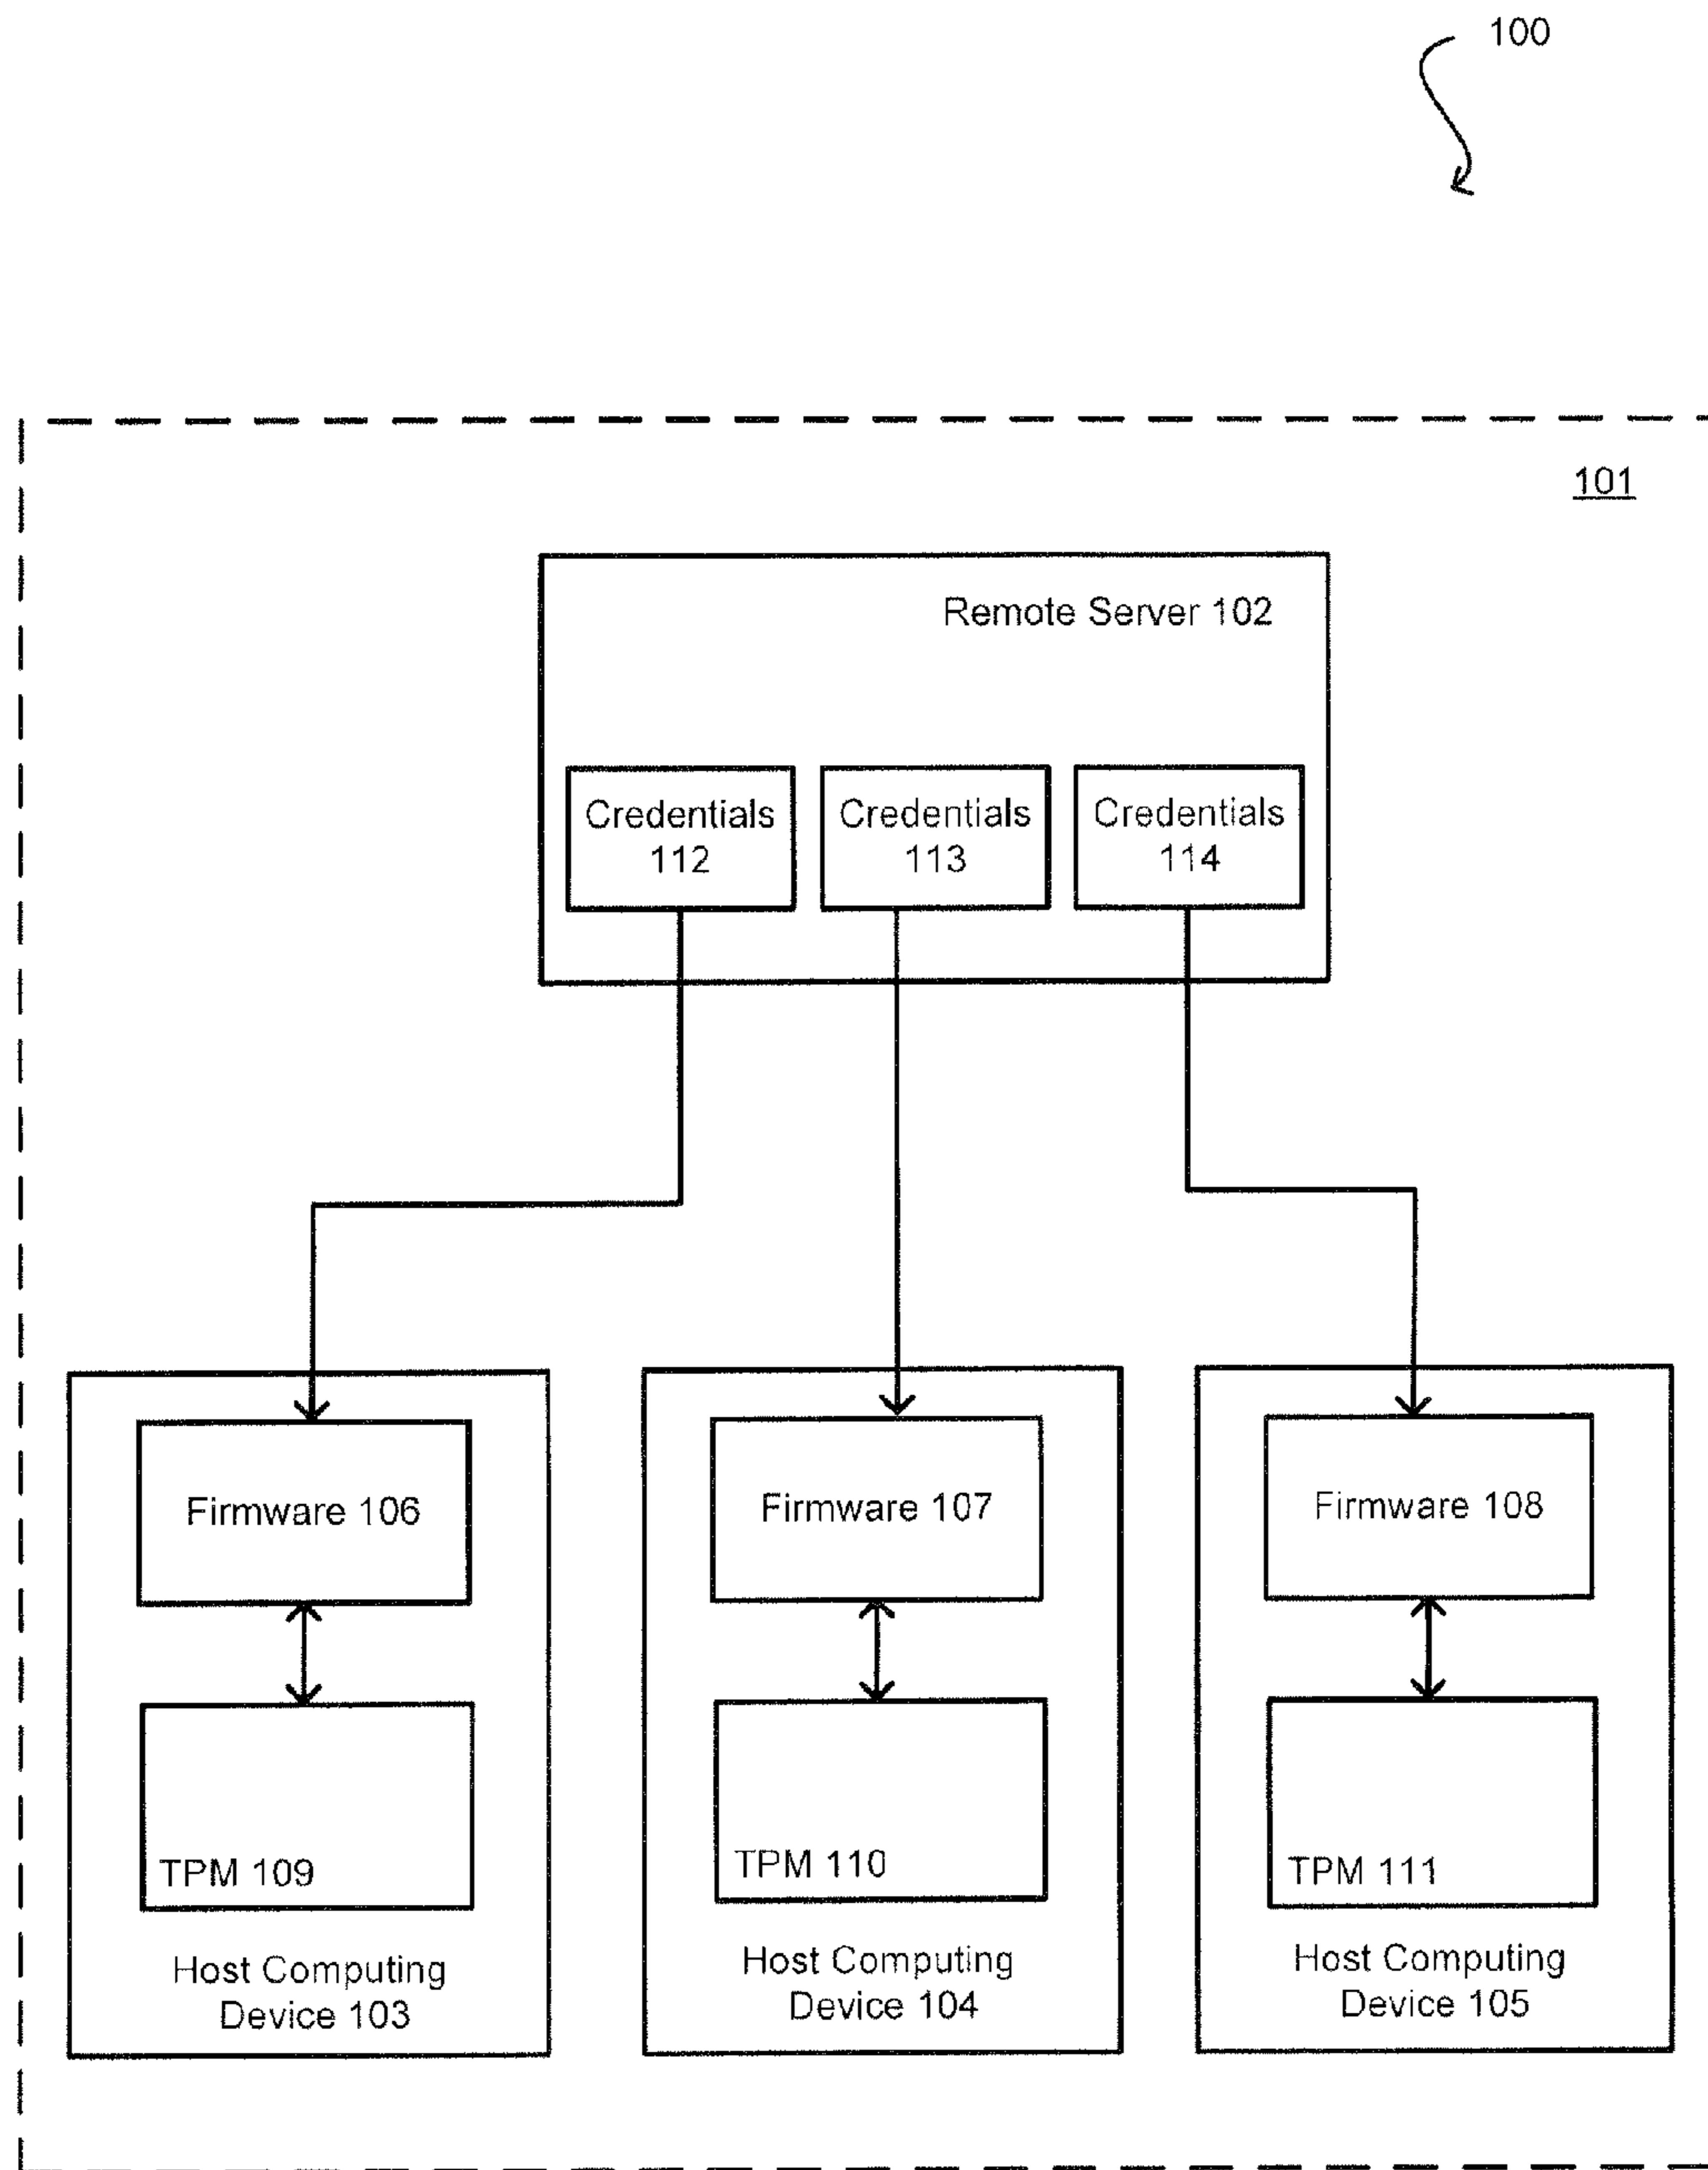 100
101
Remote Server 102
Credentials
112
Credentials
113
Credentials
114
Firmware 106
Firmware 107
Firmware 108
TPM 109
TPM 110
TPM 111
Host Computing
Device 103
Host Computing
Device 104
Host Computing
Device 105